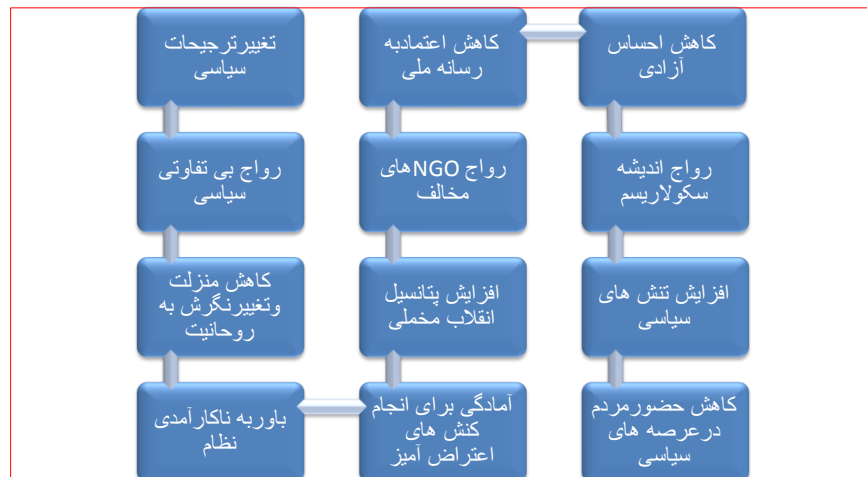 تغییرترجیحات
سیاسی
رواج بی تفاوتی
سیاسی
کاهش منزلت
وتغییرنگرش به
روحانیت
باوربه ناکارآمدی
نظام
آمادگی برای انجام
کنش های
اعتراض آمیز
افزایش پتانسیل
انقلاب مخملی
رواج NGOهای
مخالف
کاهش اعتمادبه
رسانه ملی
کاهش احساس
آزادی
رواج اندیشه
سکولاریسم
افزایش تنش های
سیاسی
کاهش حضورمردم
درعرصه های
سیاسی